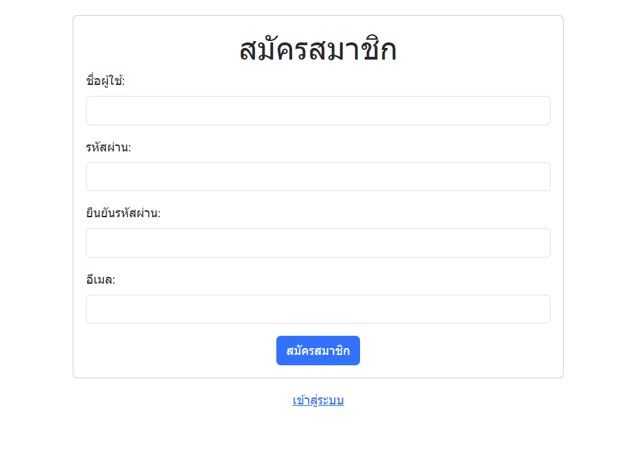 สมัครสมาชิก
ชื่อผู้ใช้:
รหัสผ่าน:
ยืนยันรหัสผ่าน:
อีเมล:
สมัครสมาชิก
เข้าสู่ระบบ